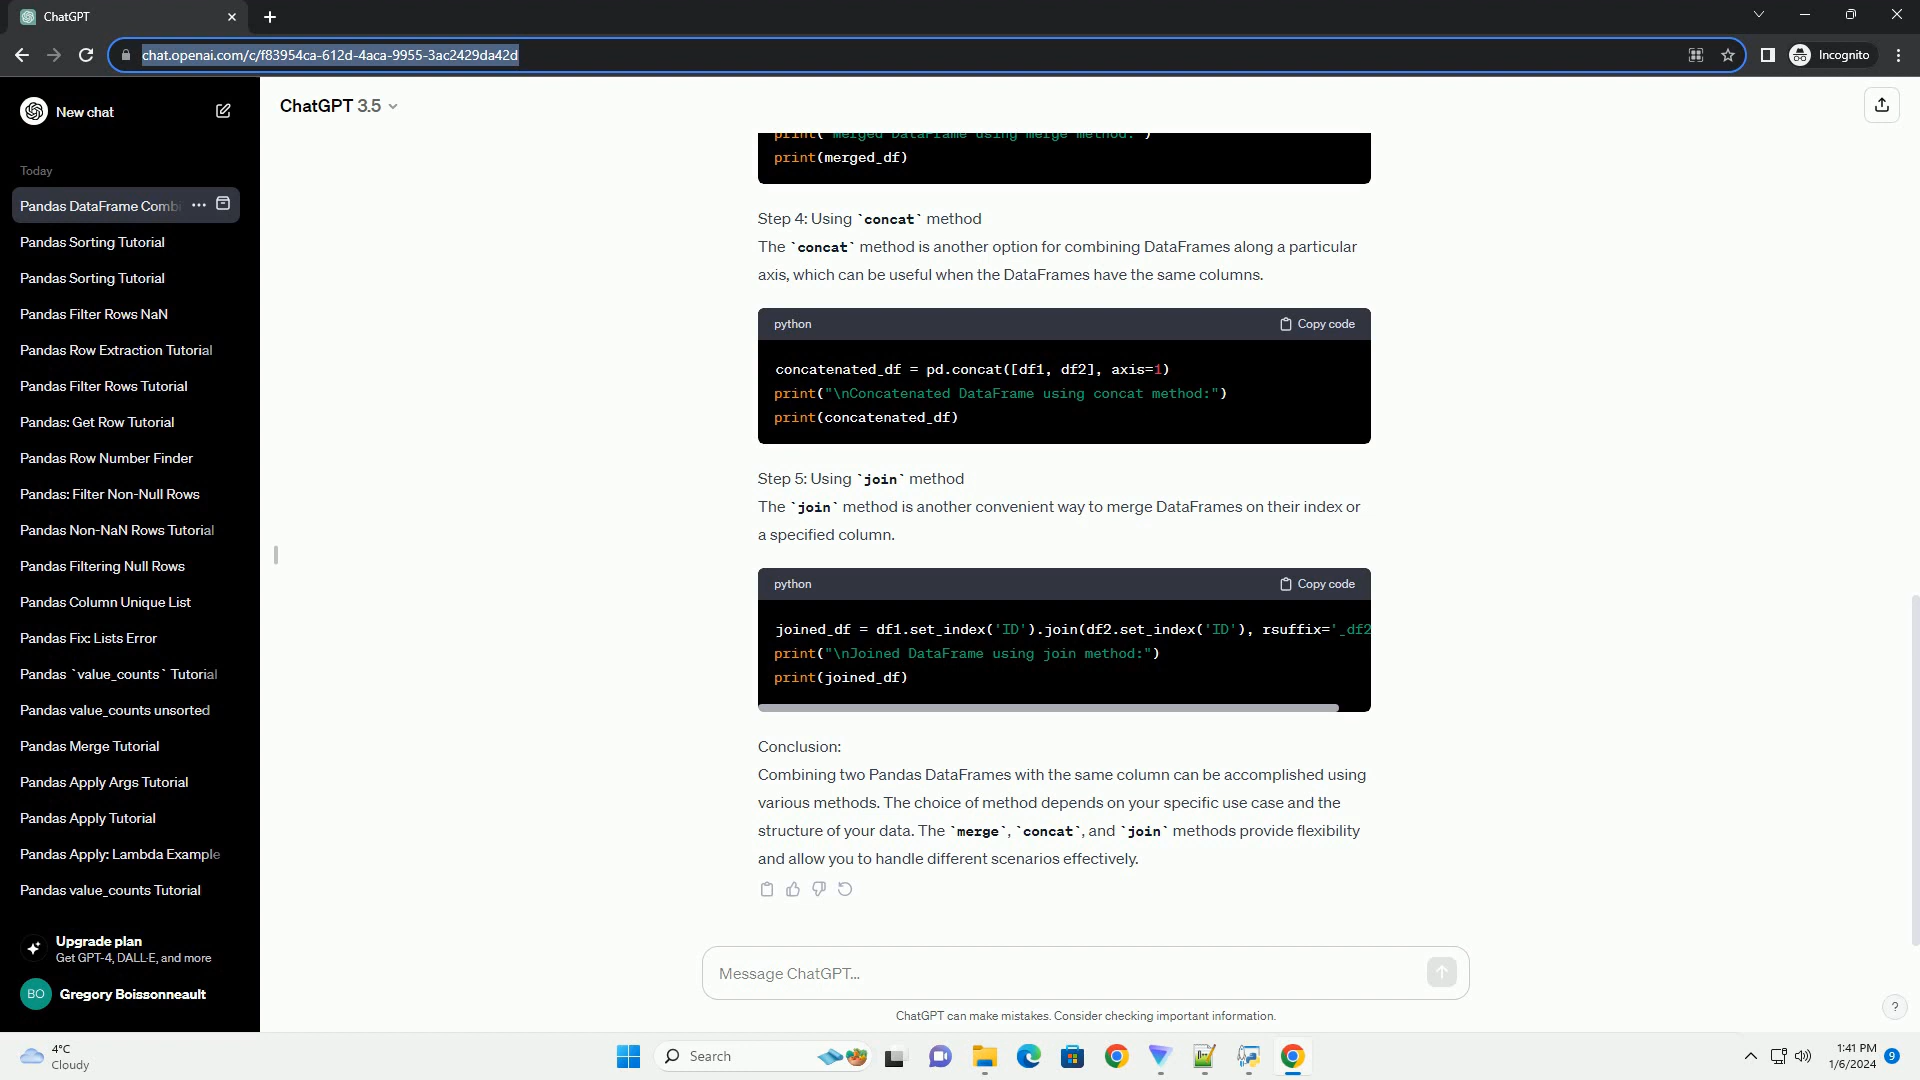 ChatGPT
chat.openai.com/c/f83954ca-612d-4aca-9955-3ac2429da42d
Incognito
New chat
ChatGPT 3.5
Today
Pandas DataFrame Comb
Pandas Sorting Tutorial
Pandas Sorting Tutorial
Pandas Filter Rows NaN
Pandas Row Extraction Tutorial
Pandas Filter Rows Tutorial
Pandas: Get Row Tutorial
Pandas Row Number Finder
Pandas: Filter Non-Null Rows
Pandas Non-NaN Rows Tutorial
Pandas Filtering Null Rows
Pandas Column Unique List
Pandas Fix: Lists Error
Pandas `value_counts` Tutorial
Pandas value_counts unsorted
Pandas Merge Tutorial
Pandas Apply Args Tutorial
Pandas Apply Tutorial
Pandas Apply: Lambda Example
Pandas value_counts Tutorial
Upgrade plan
Get GPT-4, DALL·E, and more
BO
Gregory Boissonneault
print("Merged DataFrame using merge method:")
print(merged_df)
Step 4: Using `concat` method
The `concat` method is another option for combining DataFrames along a particular
axis, which can be useful when the DataFrames have the same columns.
python
Copy code
concatenated_df = pd.concat([df1, df2], axis=1)
print("\nConcatenated DataFrame using concat method:")
print(concatenated_df)
Step 5: Using `join` method
The `join` method is another convenient way to merge DataFrames on their index or
a specified column.
python
Copy code
joined_df = df1.set_index('ID').join(df2.set_index('ID'), rsuffix='_df2
print("\nJoined DataFrame using join method:")
print(joined_df)
Conclusion:
Combining two Pandas DataFrames with the same column can be accomplished using
various methods. The choice of method depends on your specific use case and the
structure of your data. The `merge`, `concat`, and `join` methods provide flexibility
and allow you to handle different scenarios effectively.
Message ChatGPT...
ChatGPT can make mistakes. Consider checking important information.
?
4°C
Cloudy
Search
1:41 PM
1/6/2024
9